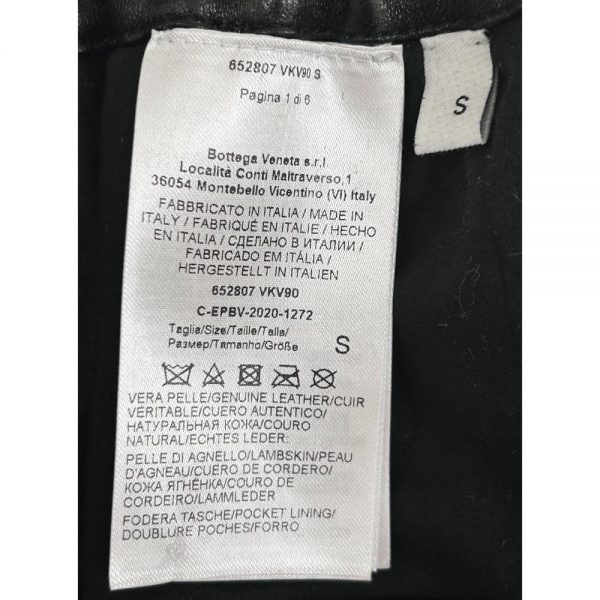 652807 VKV90 S
Pagina 1 di 6
S
Bottega Veneta s.r.l
Località Conti Maltraverso,1
36054 Montebello Vicentino (VI) Italy
FABBRICATO IN ITALIA / MADE IN
ITALY / FABRIQUÉ EN ITALIE / HECHO
EN ITALIA / СДЕЛАНО В ИТАЛИИ /
FABRICADO EM ITÁLIA /
HERGESTELLT IN ITALIEN
652807 VKV90
C-EPBV-2020-1272
Taglia/Size/Taille/Talla/
Размер/Tamanho/Größe S
VERA PELLE/GENUINE LEATHER/CUIR
VÉRITABLE/CUERO AUTENTICO/
НАТУРАЛЬНАЯ КОЖА/COURO
NATURAL/ECHTES LEDER:
PELLE DI AGNELLO/LAMBSKIN/PEAU
D'AGNEAU/CUERO DE CORDERO/
КОЖА ЯГНЁНКА/COURO DE
CORDEIRO/LAMMLEDER
FODERA TASCHE/POCKET LINING/
DOUBLURE POCHES/FORRO